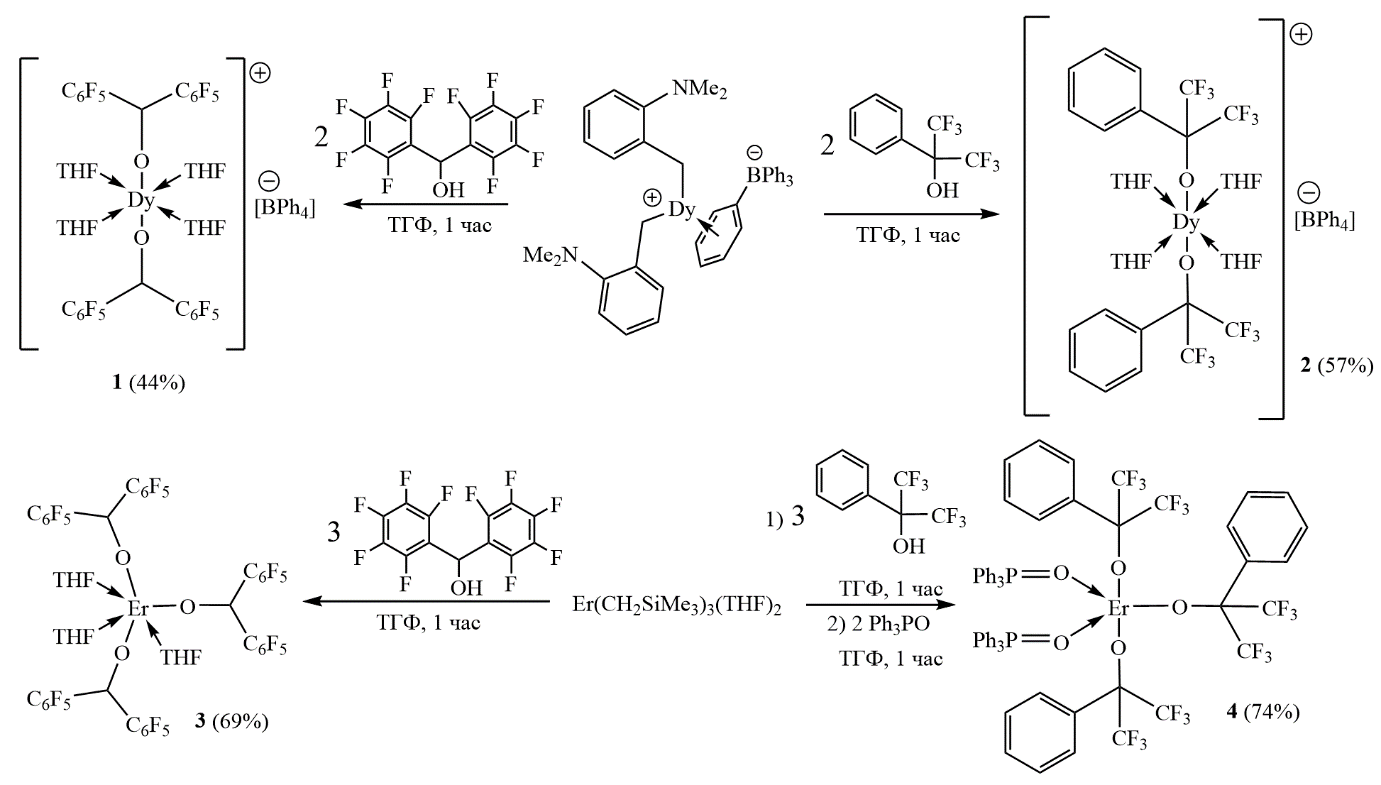 C₆F₅ C₆F₅
O
THF THF
Dy
THF THF
O
C₆F₅ C₆F₅
⊕
⊖
[BPh₄]
1 (44%)
2
F F F F F F F F F F
OH
ТГФ, 1 час
NMe₂
⊖
BPh₃
⊕
Dy
Me₂N
2
CF₃
CF₃
OH
ТГФ, 1 час
CF₃
CF₃
O
THF THF
Dy
THF THF
O
CF₃
CF₃
⊕
⊖
[BPh₄]
2 (57%)
C₆F₅
C₆F₅
O
THF
C₆F₅
Er O
THF
C₆F₅
O THF
C₆F₅
C₆F₅
3 (69%)
3
F F F F F F F F F F
OH
ТГФ, 1 час
Er(CH₂SiMe₃)₃(THF)₂
1) 3
CF₃
CF₃
OH
ТГФ, 1 час
2) 2 Ph₃PO
ТГФ, 1 час
CF₃
CF₃
O
Ph₃P=O
Er O CF₃
CF₃
Ph₃P=O
O
CF₃
CF₃
4 (74%)